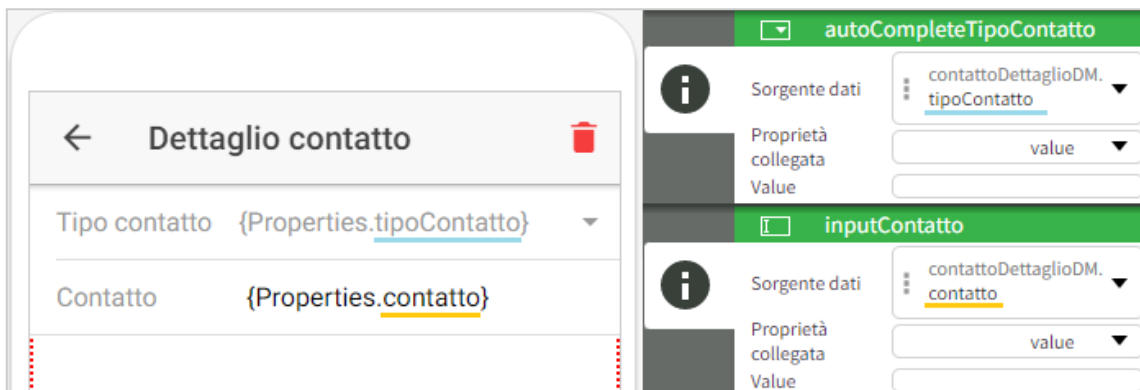 Dettaglio contatto
Tipo contatto {Properties.tipoContatto}
Contatto {Properties.contatto}
autoCompleteTipoContatto
Sorgente dati
contattoDettaglioDM.
tipoContatto
Proprietà
collegata
value
Value
inputContatto
Sorgente dati
contattoDettaglioDM.
contatto
Proprietà
collegata
value
Value